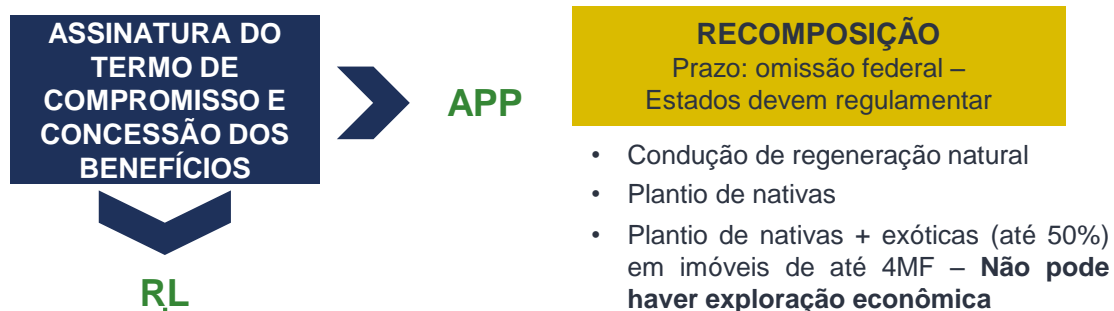 ASSINATURA DO
TERMO DE
COMPROMISSO E
CONCESSÃO DOS
BENEFÍCIOS
APP
RL
RECOMPOSIÇÃO
Prazo: omissão federal –
Estados devem regulamentar
• Condução de regeneração natural
• Plantio de nativas
• Plantio de nativas + exóticas (até 50%)
em imóveis de até 4MF – Não pode
haver exploração econômica